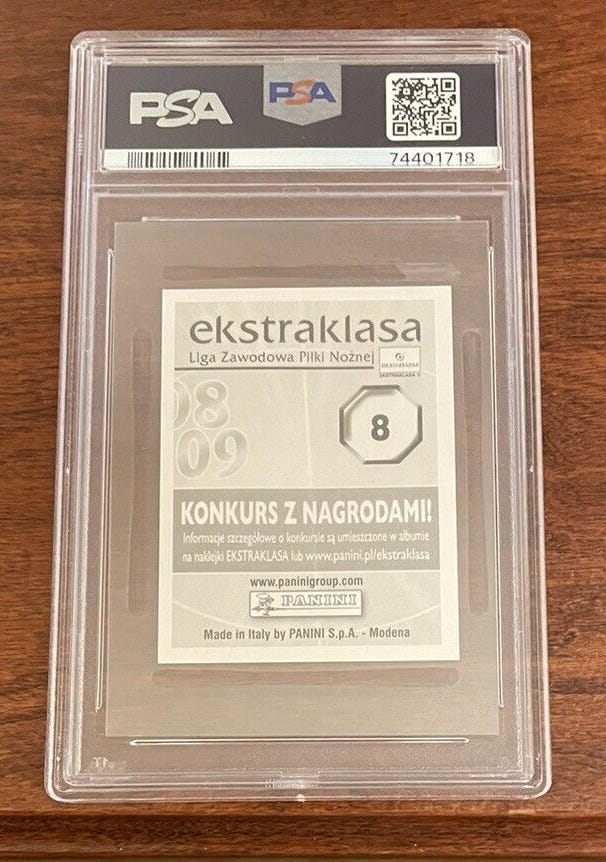 PSA
PSA
74401718
ekstraklasa
Liga Zawodowa Piłki Nożnej
08
09
8
KONKURS Z NAGRODAMI!
Informacje szczegółowe o konkursie są umieszczone w albumie
na naklejki EKSTRAKLASA lub www.panini.pl/ekstraklasa
www.paninigroup.com
PANINI
Made in Italy by PANINI S.p.A. - Modena